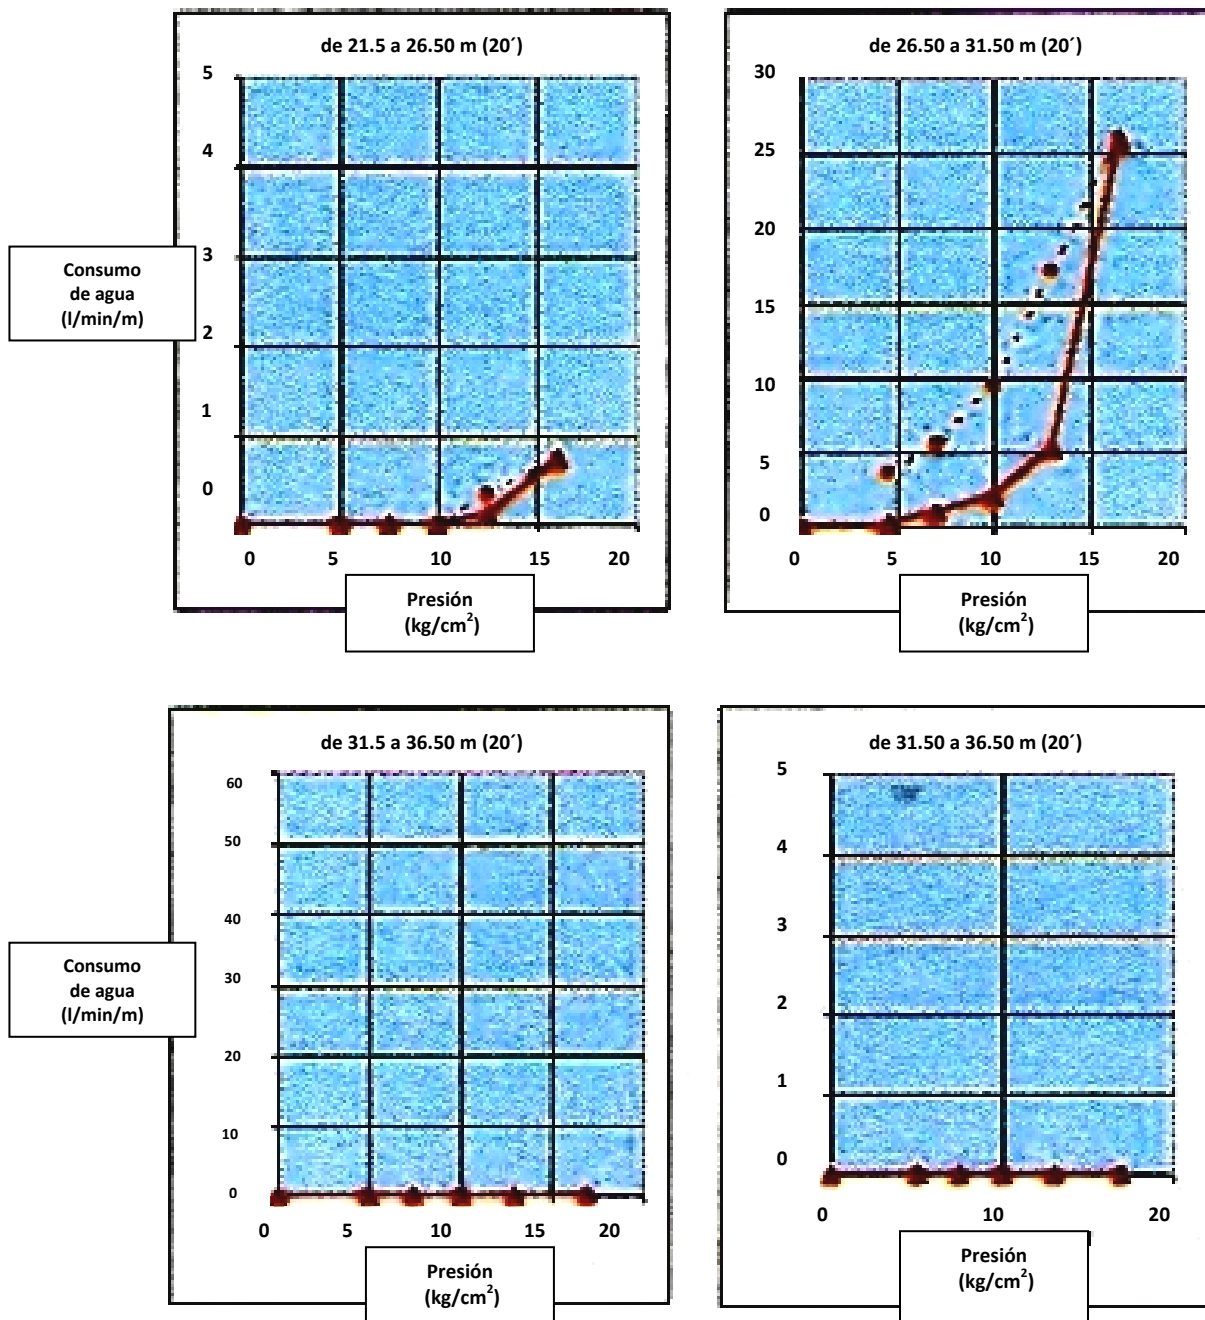 de 21.5 a 26.50 m (20´)
5
4
3
2
1
0
0 5 10 15 20
Consumo
de agua
(l/min/m)
Presión
(kg/cm²)
de 26.50 a 31.50 m (20´)
30
25
20
15
10
5
0
0 5 10 15 20
Presión
(kg/cm²)
de 31.5 a 36.50 m (20´)
60
50
40
30
20
10
0
0 5 10 15 20
Consumo
de agua
(l/min/m)
Presión
(kg/cm²)
de 31.50 a 36.50 m (20´)
5
4
3
2
1
0
0 10 20
Presión
(kg/cm²)